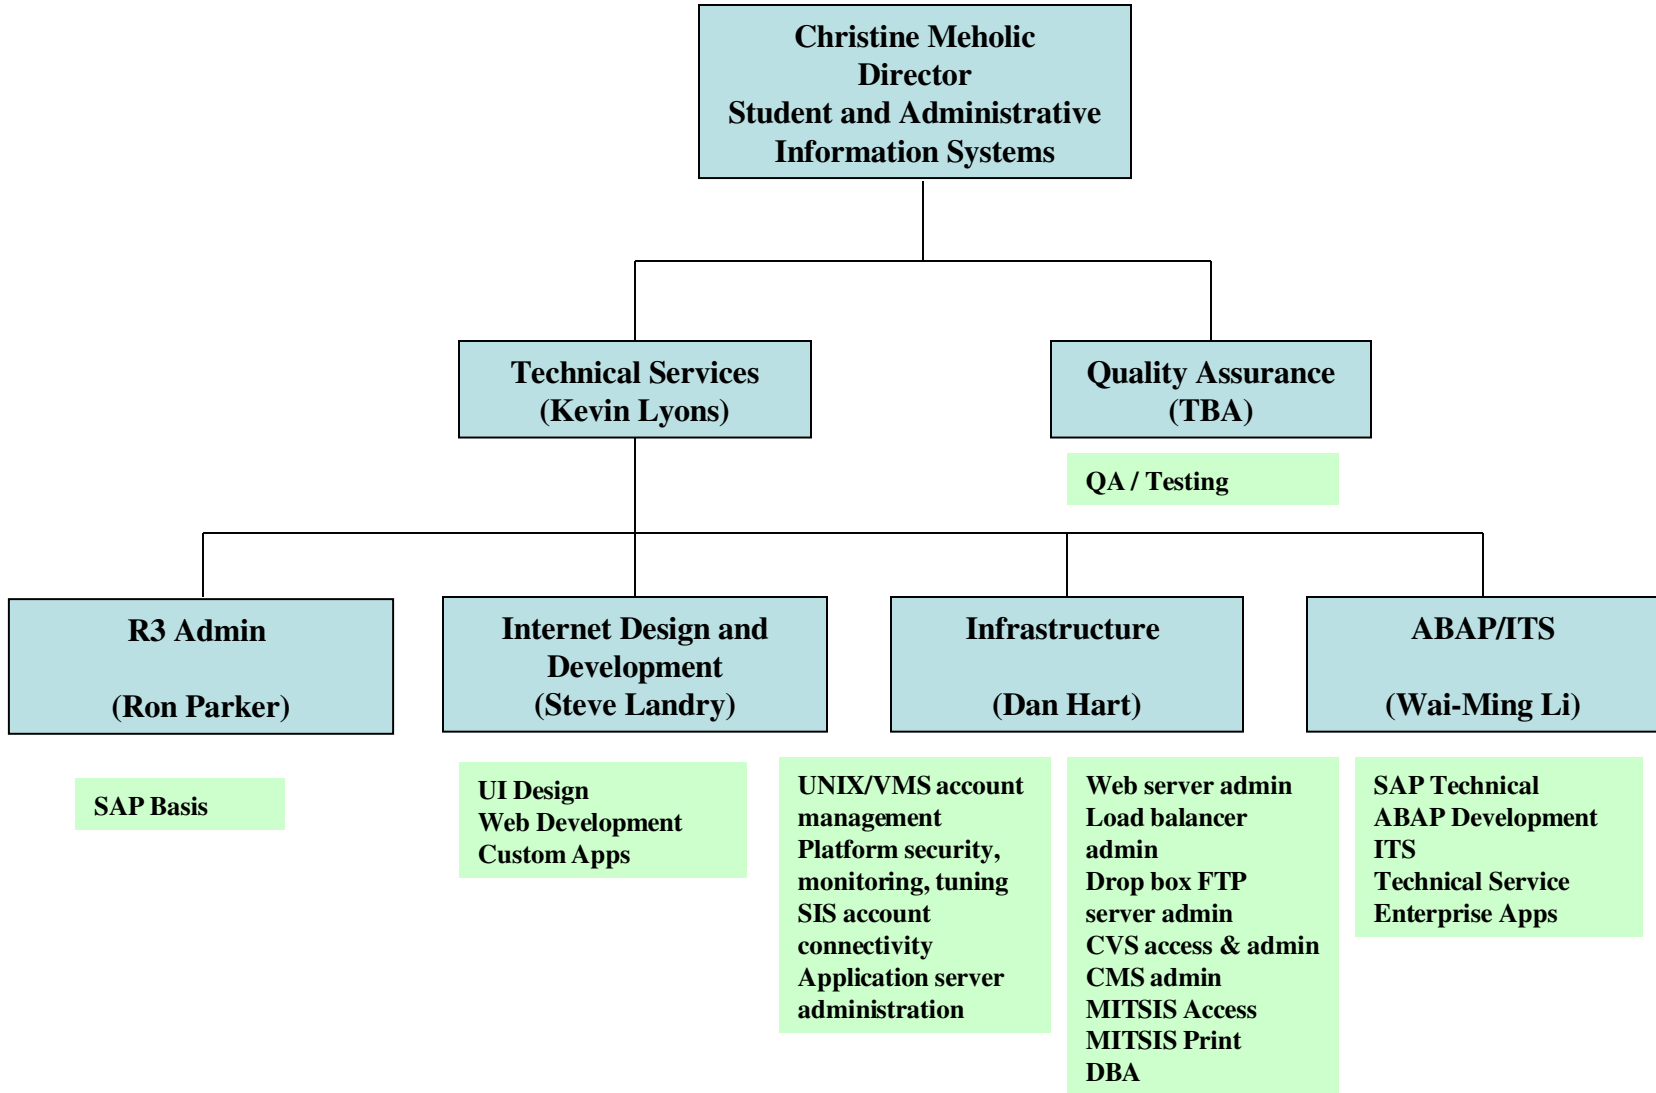 Christine Meholic
Director
Student and Administrative
Information Systems
Technical Services
(Kevin Lyons)
Quality Assurance
(TBA)
QA / Testing
R3 Admin
(Ron Parker)
Internet Design and
Development
(Steve Landry)
Infrastructure
(Dan Hart)
ABAP/ITS
(Wai-Ming Li)
SAP Basis
UI Design
Web Development
Custom Apps
UNIX/VMS account
management
Platform security,
monitoring, tuning
SIS account
connectivity
Application server
administration
Web server admin
Load balancer
admin
Drop box FTP
server admin
CVS access & admin
CMS admin
MITSIS Access
MITSIS Print
DBA
SAP Technical
ABAP Development
ITS
Technical Service
Enterprise Apps